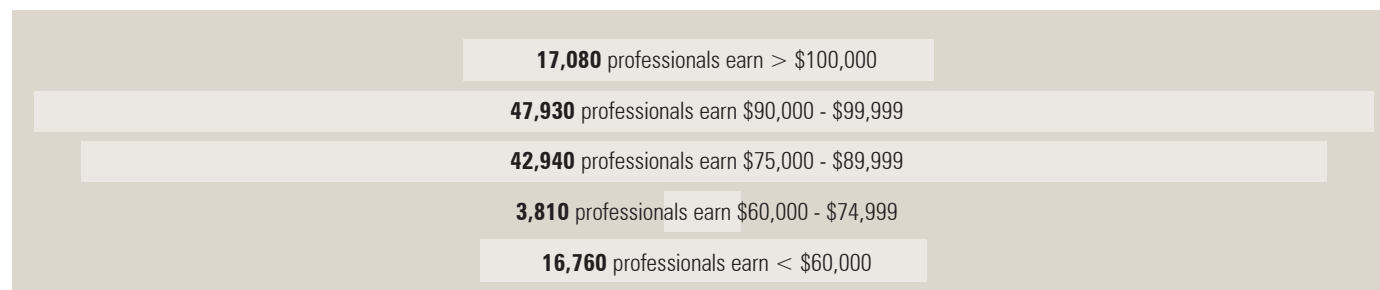 17,080 professionals earn > $100,000
47,930 professionals earn $90,000 - $99,999
42,940 professionals earn $75,000 - $89,999
3,810 professionals earn $60,000 - $74,999
16,760 professionals earn < $60,000